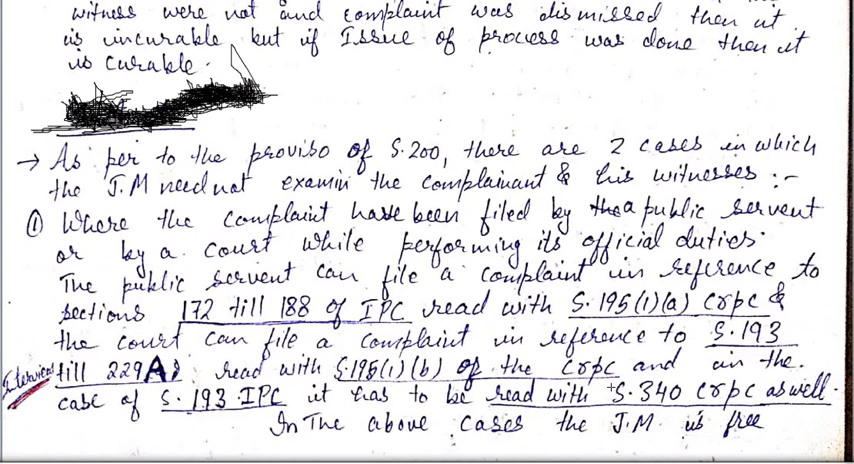 witness were not and complaint was dismissed then it
is incurable but if Issue of process was done then it
is curable.
→ As per to the proviso of S.200, there are 2 cases in which
the J.M need not examin the complainant & his witnesses :-
① Where the complaint have been filed by a public servent
or by a court while performing its official duties.
The public servent can file a complaint in reference to
sections 172 till 188 of IPC read with S.195(1)(a) crpc &
the court can file a complaint in reference to S.193
till 229A, read with S.195(1)(b) of the crpc and in the.
case of S.193 IPC it has to be read with S.340 crpc as well.
In The above cases the J.M. is free